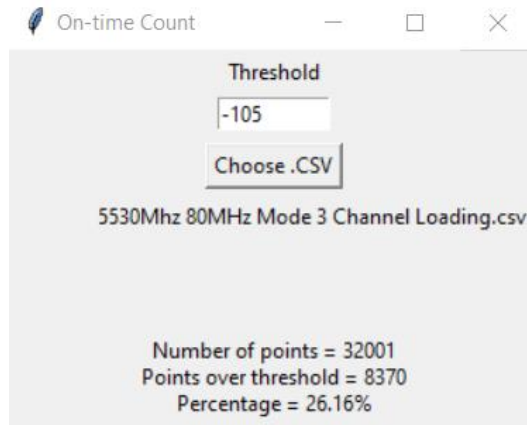 On-time Count
Threshold
-105
Choose .CSV
5530Mhz 80MHz Mode 3 Channel Loading.csv
Number of points = 32001
Points over threshold = 8370
Percentage = 26.16%